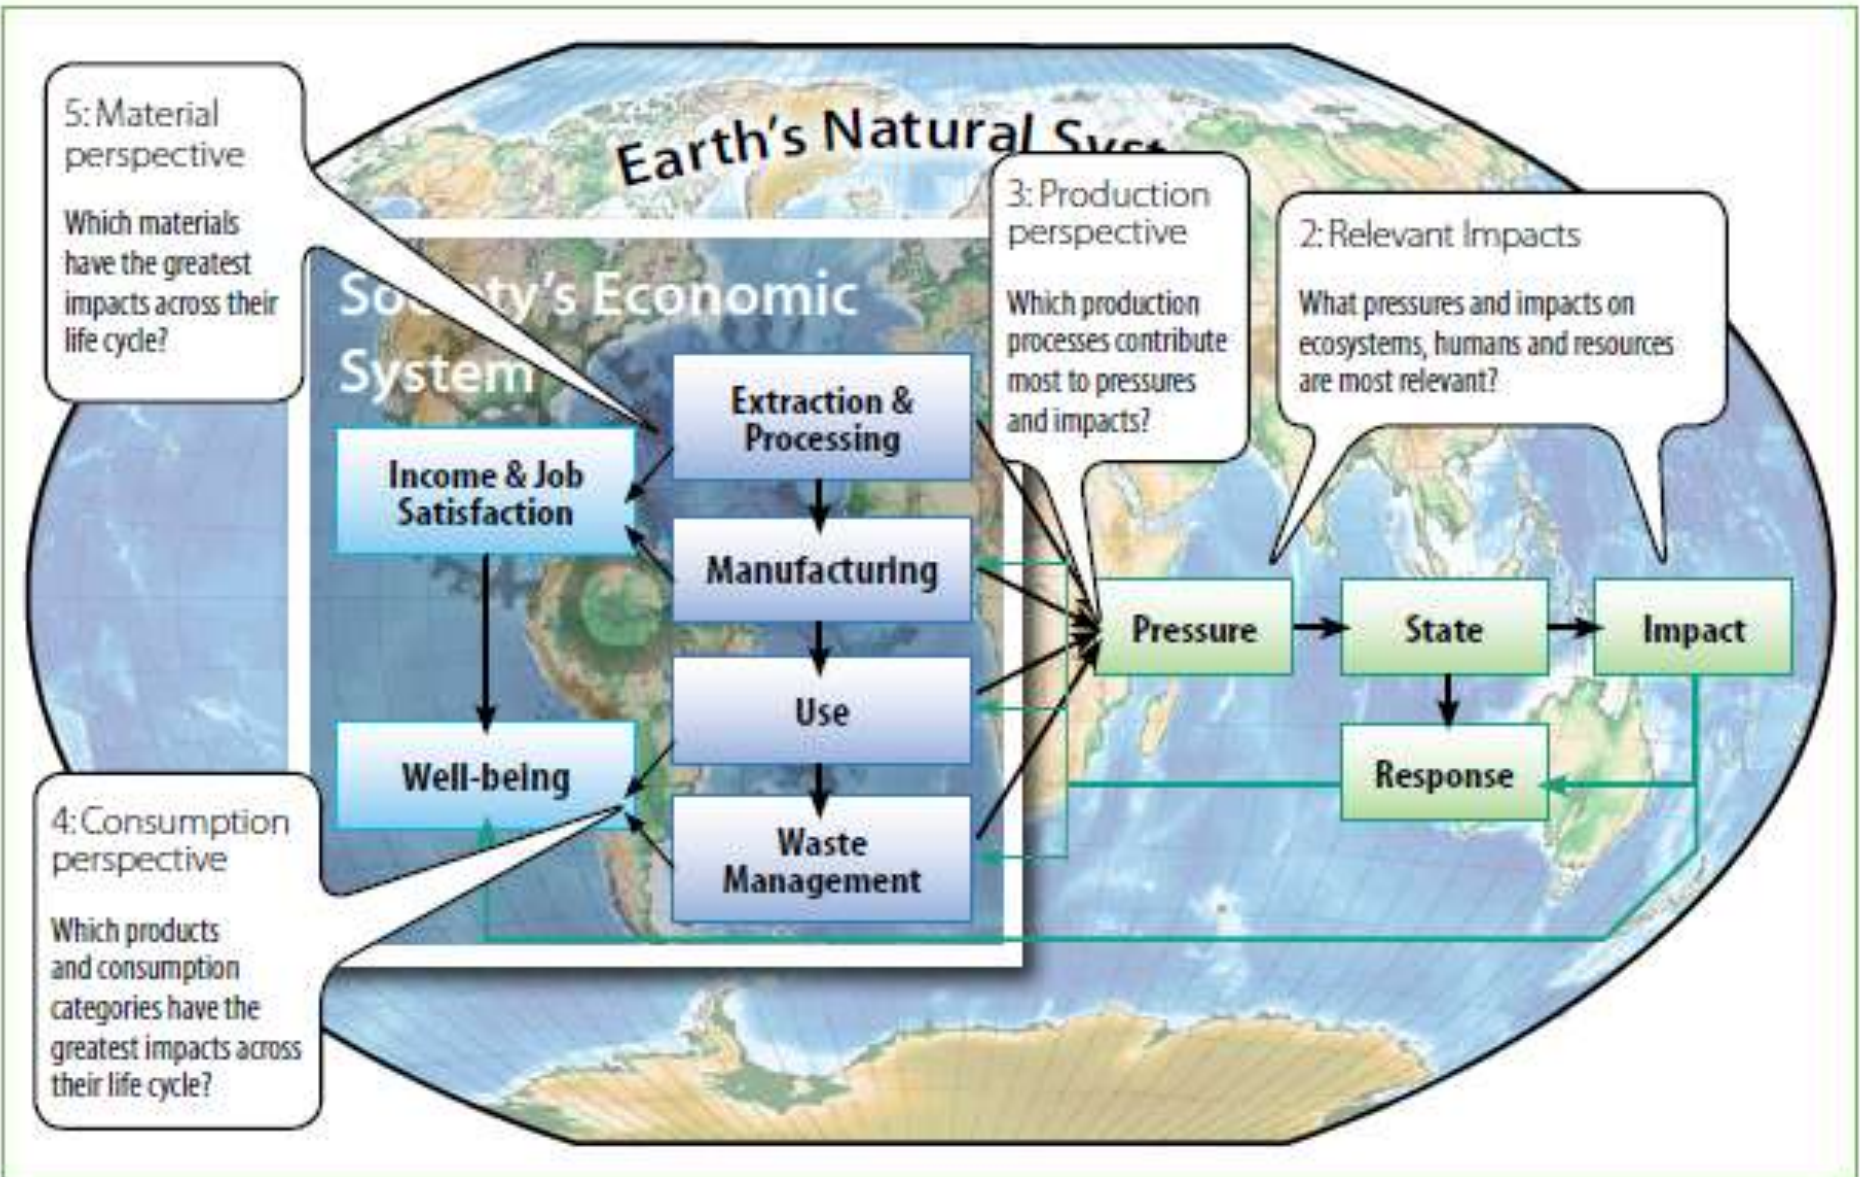 5: Material
perspective
Which materials
have the greatest
impacts across their
life cycle?
Earth's Natural
3: Production
perspective
Which production
processes contribute
most to pressures
and impacts?
2: Relevant Impacts
What pressures and impacts on
ecosystems, humans and resources
are most relevant?
Economic
System
Extraction &
Processing
Income & Job
Satisfaction
Manufacturing
Pressure
State
Impact
Use
Well-being
Response
Waste
Management
4: Consumption
perspective
Which products
and consumption
categories have the
greatest impacts across
their life cycle?